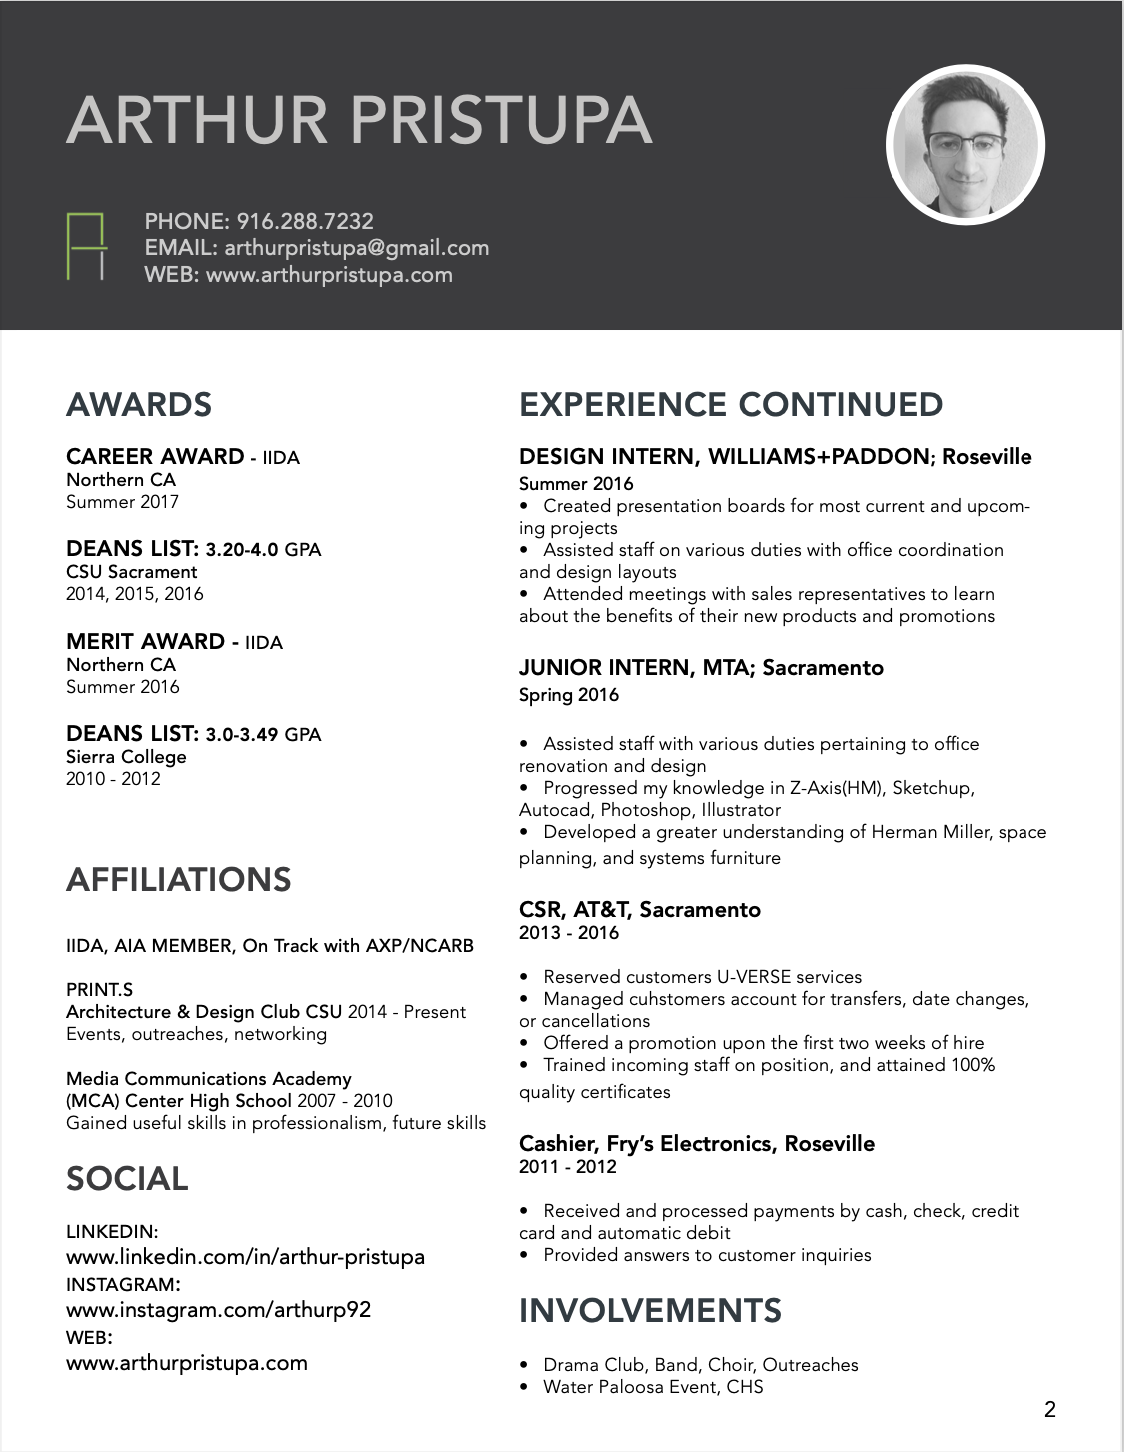 ARTHUR PRISTUPA
PHONE: 916.288.7232
EMAIL: arthurpristupa@gmail.com
WEB: www.arthurpristupa.com
AWARDS
CAREER AWARD - IIDA
Northern CA
Summer 2017
DEANS LIST: 3.20-4.0 GPA
CSU Sacrament
2014, 2015, 2016
MERIT AWARD - IIDA
Northern CA
Summer 2016
DEANS LIST: 3.0-3.49 GPA
Sierra College
2010 - 2012
AFFILIATIONS
IIDA, AIA MEMBER, On Track with AXP/NCARB
PRINT.S
Architecture & Design Club CSU 2014 - Present
Events, outreaches, networking
Media Communications Academy
(MCA) Center High School 2007 - 2010
Gained useful skills in professionalism, future skills
SOCIAL
LINKEDIN:
www.linkedin.com/in/arthur-pristupa
INSTAGRAM:
www.instagram.com/arthurp92
WEB:
www.arthurpristupa.com
EXPERIENCE CONTINUED
DESIGN INTERN, WILLIAMS+PADDON; Roseville
Summer 2016
• Created presentation boards for most current and upcom-
ing projects
• Assisted staff on various duties with office coordination
and design layouts
• Attended meetings with sales representatives to learn
about the benefits of their new products and promotions
JUNIOR INTERN, MTA; Sacramento
Spring 2016
• Assisted staff with various duties pertaining to office
renovation and design
• Progressed my knowledge in Z-Axis(HM), Sketchup,
Autocad, Photoshop, Illustrator
• Developed a greater understanding of Herman Miller, space
planning, and systems furniture
CSR, AT&T, Sacramento
2013 - 2016
• Reserved customers U-VERSE services
• Managed cuhstomers account for transfers, date changes,
or cancellations
• Offered a promotion upon the first two weeks of hire
• Trained incoming staff on position, and attained 100%
quality certificates
Cashier, Fry's Electronics, Roseville
2011 - 2012
• Received and processed payments by cash, check, credit
card and automatic debit
• Provided answers to customer inquiries
INVOLVEMENTS
• Drama Club, Band, Choir, Outreaches
• Water Paloosa Event, CHS
2